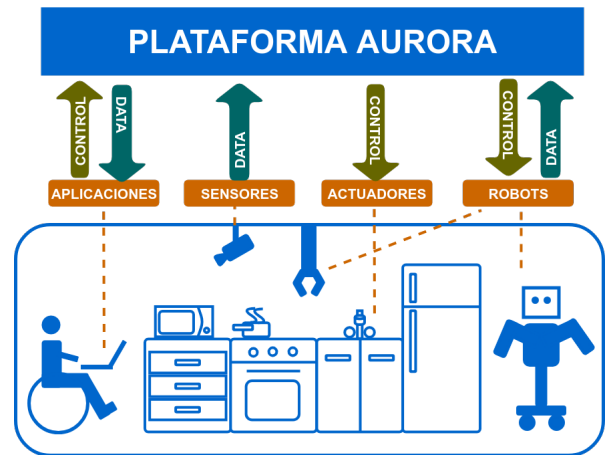 PLATAFORMA AURORA
CONTROL
DATA
DATA
CONTROL
CONTROL
DATA
APLICACIONES
SENSORES
ACTUADORES
ROBOTS